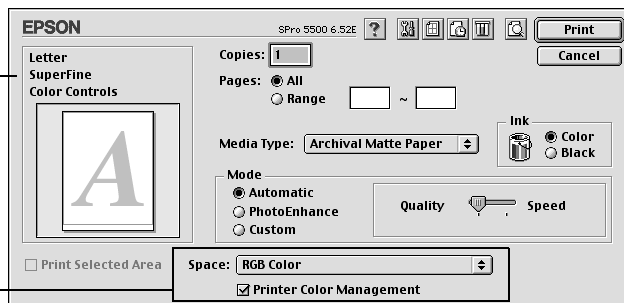 EPSON
SPro 5500 6.52E
?
Print
Cancel
Letter
SuperFine
Color Controls
A
Copies: 1
Pages: All
Range ~
Media Type: Archival Matte Paper
Ink
Color
Black
Mode
Automatic
PhotoEnhance
Custom
Quality Speed
Print Selected Area
Space: RGB Color
Printer Color Management